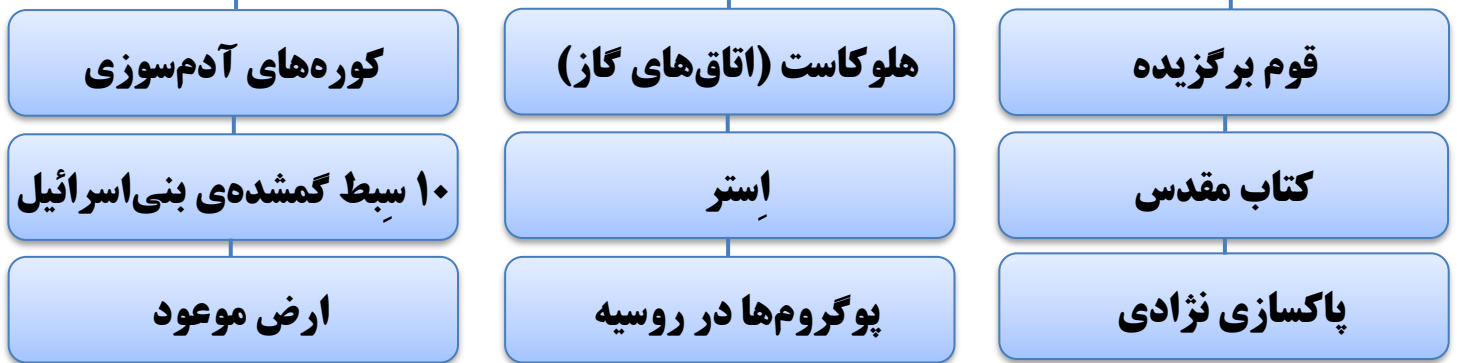 قوم برگزیده
هلوکاست (اتاق‌های گاز)
کوره‌های آدم‌سوزی
کتاب مقدس
اِستر
۱۰ سِبط گمشده‌ی بنی‌اسرائیل
پاکسازی نژادی
پوگروم‌ها در روسیه
ارض موعود